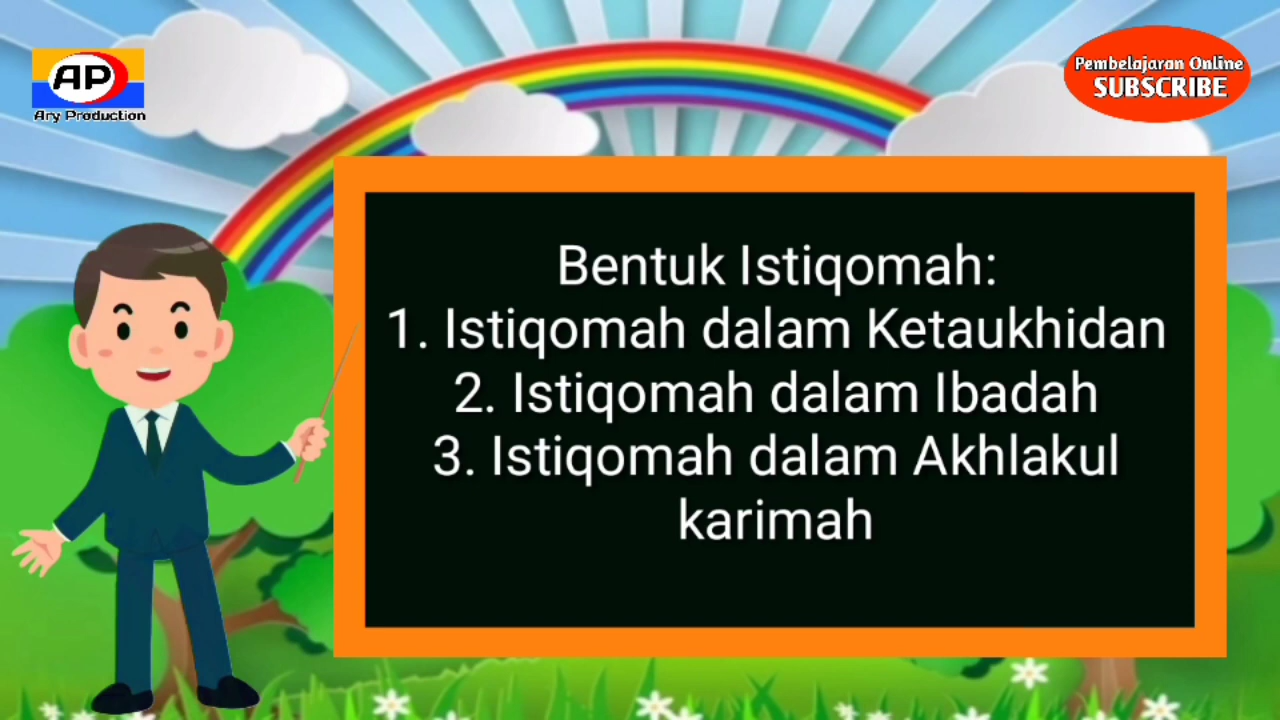 AP
Ary Production
Pembelajaran Online
SUBSCRIBE
Bentuk Istiqomah:
1. Istiqomah dalam Ketaukhidan
2. Istiqomah dalam Ibadah
3. Istiqomah dalam Akhlakul
karimah